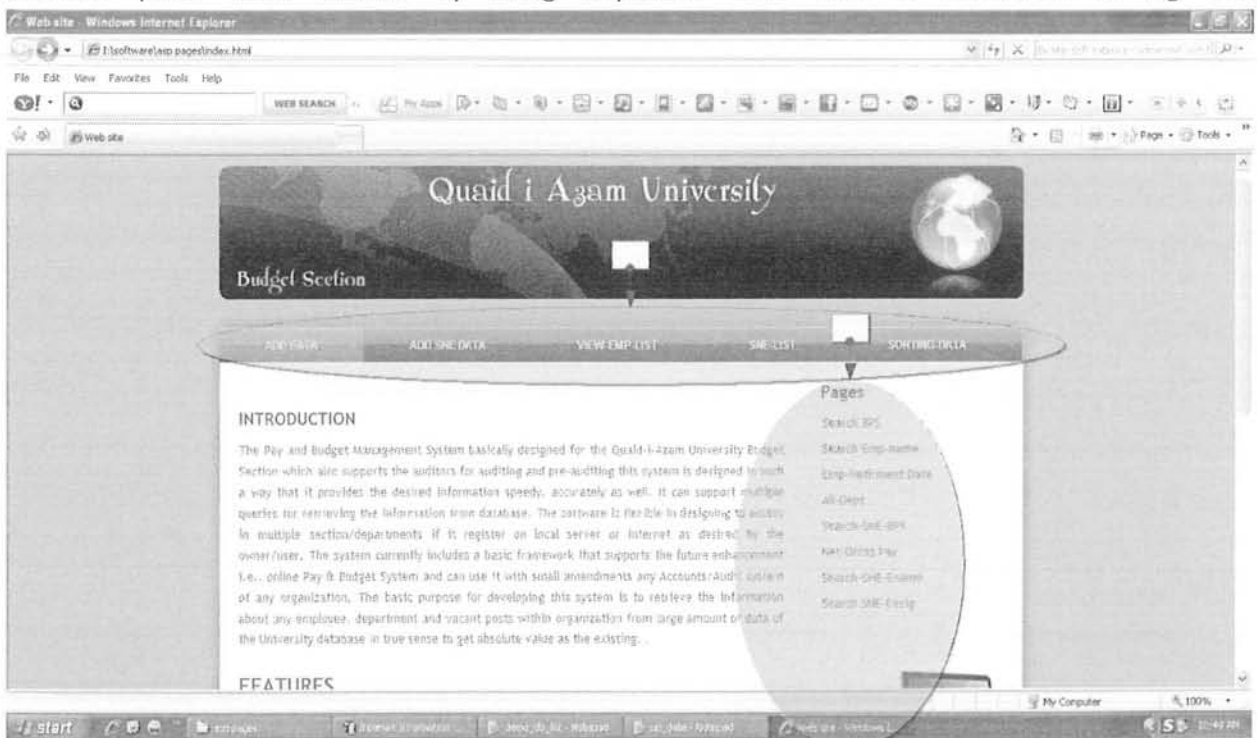 Web site - Windows Internet Explorer
I:\software\asp pages\index.html
File Edit View Favorites Tools Help
WEB SEARCH My Apps
Web site Page Tools
Quaid i Azam University
Budget Section
ADD DATA ADD SNE DATA VIEW EMP LIST SNE-LIST SORTING DATA
Pages
Search BPS
Search Emp-name
Emp-Retirment Date
All-Dept
Search-SNE-BPS
Net Gross Pay
Search-SNE-Ename
Search SNE-Desig
INTRODUCTION
The Pay and Budget Management System basically designed for the Quaid-i-Azam University Budget
Section which also supports the auditors for auditing and pre-auditing this system is designed in such
a way that it provides the desired information speedy, accurately as well. It can support multiple
queries for retrieving the information from database. The software is flexible in designing to access
in multiple section/departments if it register on local server or internet as desired by the
owner/user. The system currently includes a basic framework that supports the future enhancement
i.e.. online Pay & Budget System and can use it with small amendments any Accounts/Audit system
of any organization. The basic purpose for developing this system is to retrieve the information
about any employee, department and vacant posts within organization from large amount of data of
the University database in true sense to get absolute value as the existing.
FEATURES
My Computer 100%
start